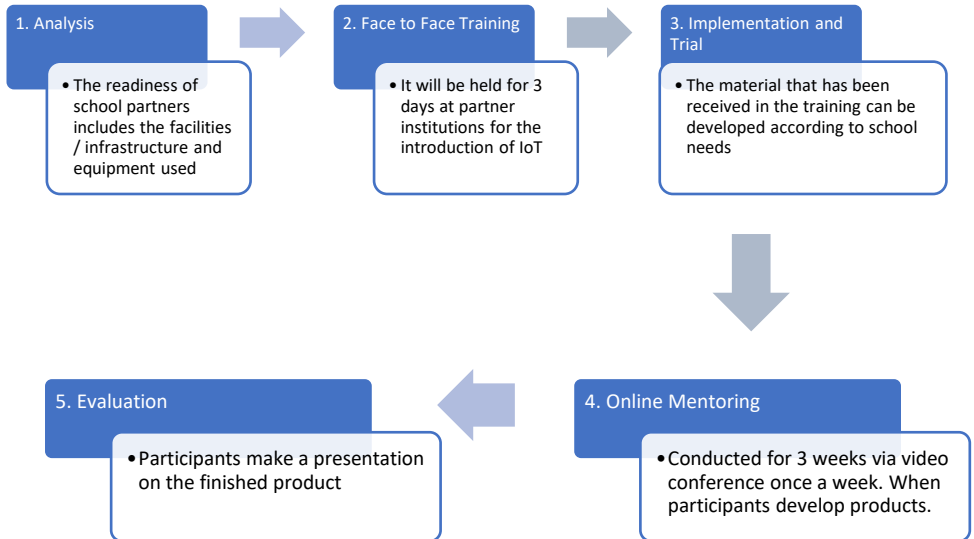 1. Analysis
• The readiness of
school partners
includes the facilities
/ infrastructure and
equipment used
2. Face to Face Training
• It will be held for 3
days at partner
institutions for the
introduction of IoT
3. Implementation and
Trial
• The material that has been
received in the training can be
developed according to school
needs
4. Online Mentoring
•Conducted for 3 weeks via video
conference once a week. When
participants develop products.
5. Evaluation
•Participants make a presentation
on the finished product